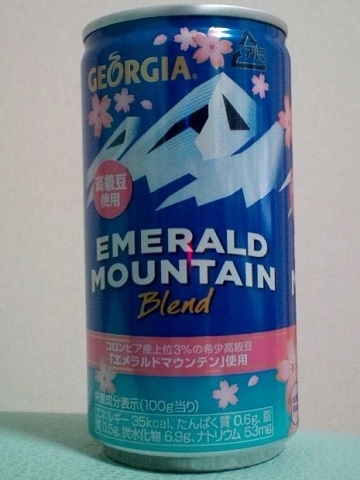 GEORGIA
アルミ
高級豆
使用
EMERALD
MOUNTAIN
Blend
コロンビア産上位3%の希少高級豆
「エメラルドマウンテン」使用
栄養成分表示(100g当り)
エネルギー 35kcal、たんぱく質 0.6g、脂
質 0.5g、炭水化物 6.9g、ナトリウム 53mg